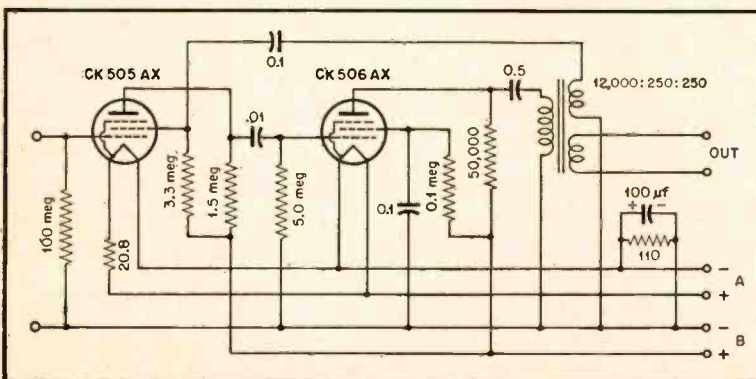 0.1
CK 505 AX
CK 506 AX
0.5
12,000:250:250
.01
OUT
100 meg
3.3 meg
1.5 meg
5.0 meg
0.1
0.1 meg
50,000
100 µf
+ -
110
20.8
- A
+
- B
+